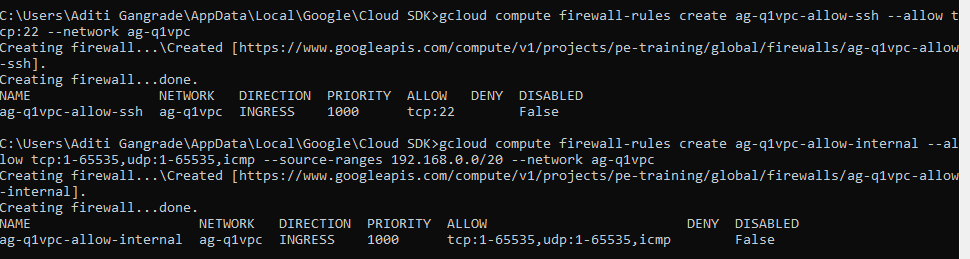 C:\Users\Aditi Gangrade\AppData\Local\Google\Cloud SDK>gcloud compute firewall-rules create ag-q1vpc-allow-ssh --allow t
cp:22 --network ag-q1vpc
Creating firewall...\Created [https://www.googleapis.com/compute/v1/projects/pe-training/global/firewalls/ag-q1vpc-allow
-ssh].
Creating firewall...done.
NAME NETWORK DIRECTION PRIORITY ALLOW DENY DISABLED
ag-q1vpc-allow-ssh ag-q1vpc INGRESS 1000 tcp:22 False
C:\Users\Aditi Gangrade\AppData\Local\Google\Cloud SDK>gcloud compute firewall-rules create ag-q1vpc-allow-internal --al
low tcp:1-65535,udp:1-65535,icmp --source-ranges 192.168.0.0/20 --network ag-q1vpc
Creating firewall...\Created [https://www.googleapis.com/compute/v1/projects/pe-training/global/firewalls/ag-q1vpc-allow
-internal].
Creating firewall...done.
NAME NETWORK DIRECTION PRIORITY ALLOW DENY DISABLED
ag-q1vpc-allow-internal ag-q1vpc INGRESS 1000 tcp:1-65535,udp:1-65535,icmp False